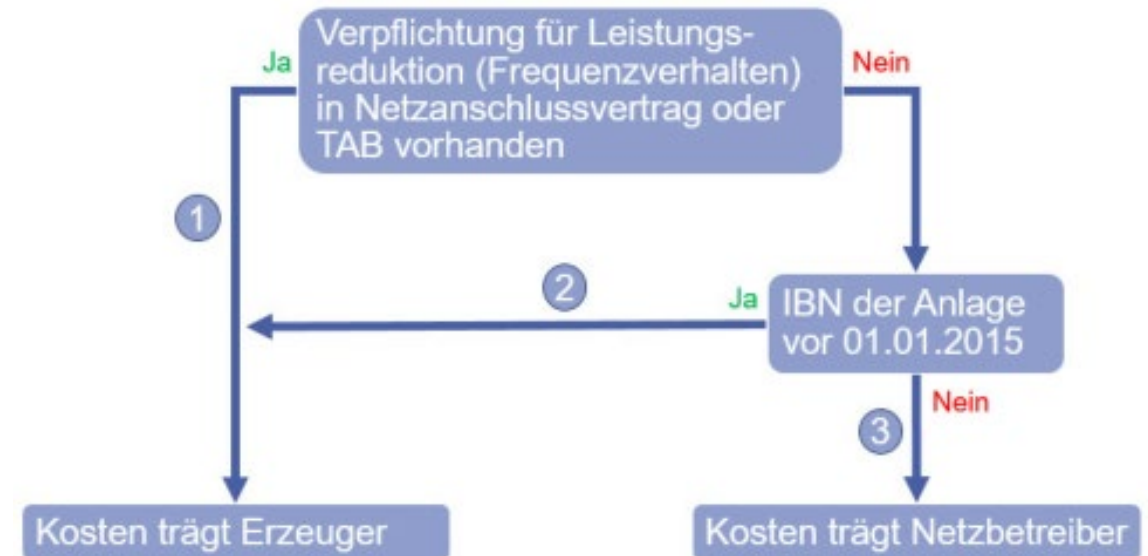 Verpflichtung für Leistungs-
reduktion (Frequenzverhalten)
in Netzanschlussvertrag oder
TAB vorhanden
Ja
Nein
1
2
Ja
IBN der Anlage
vor 01.01.2015
Nein
3
Kosten trägt Erzeuger
Kosten trägt Netzbetreiber